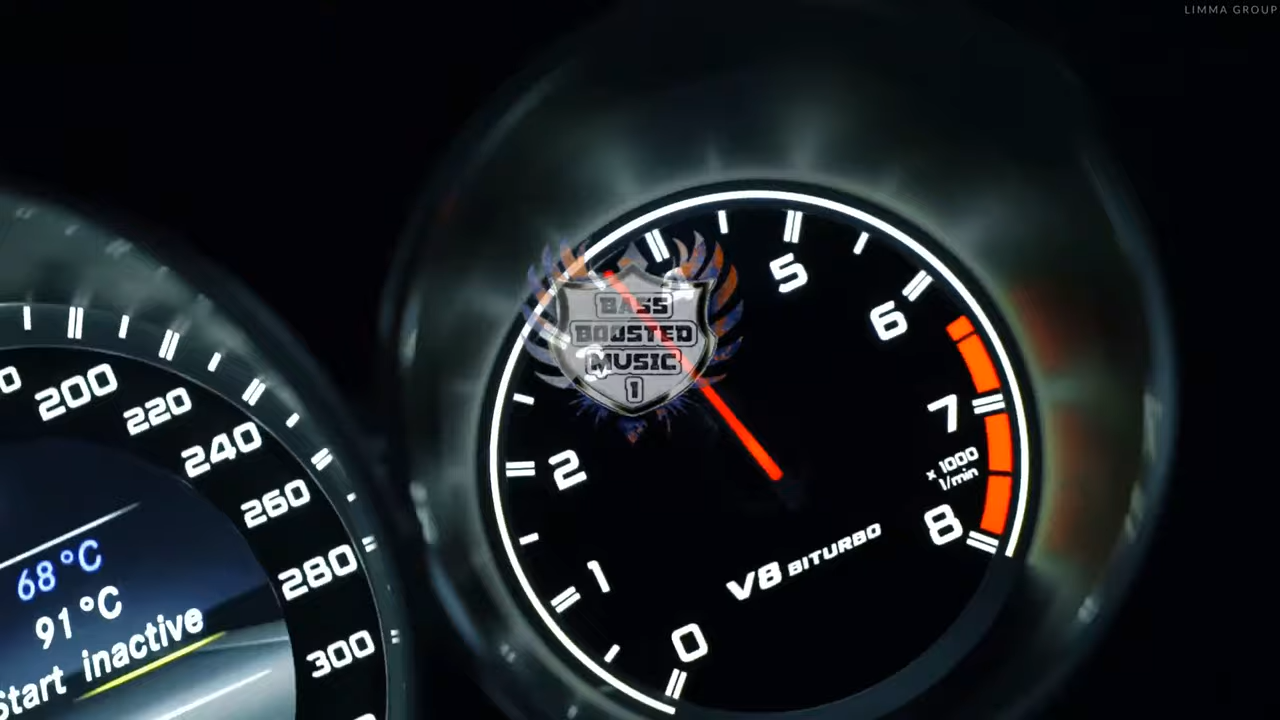 LIMMA GROUP
200
220
240
260
280
300
68°C
91°C
Start inactive
0
1
2
5
6
7
8
x 1000
1/min
V8 BITURBO
BASS
BOOSTED
MUSIC
1